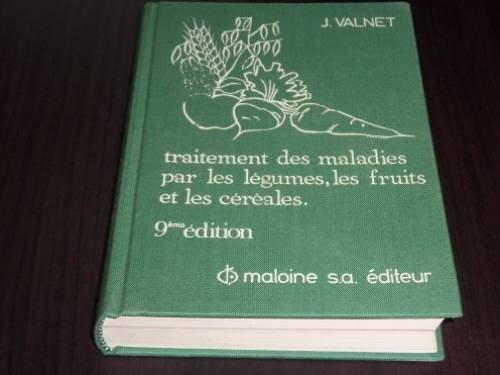 J. VALNET
traitement des maladies
par les légumes, les fruits
et les céréales.
9ème édition
maloine s.a. éditeur